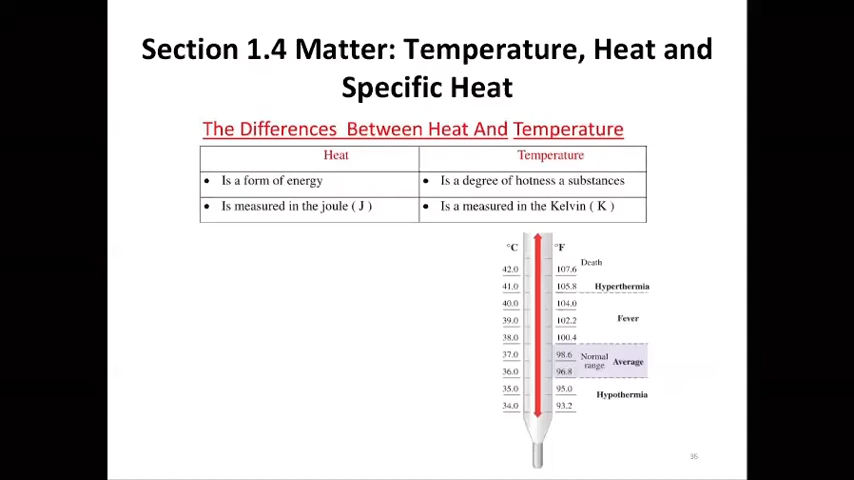 Section 1.4 Matter: Temperature, Heat and
Specific Heat
The Differences Between Heat And Temperature
Heat Temperature
• Is a form of energy • Is a degree of hotness a substances
• Is measured in the joule ( J ) • Is a measured in the Kelvin ( K )
°C °F
Death
42.0 107.6
41.0 105.8 Hyperthermia
40.0 104.0
39.0 102.2 Fever
38.0 100.4
37.0 98.6 Normal
range Average
36.0 96.8
35.0 95.0 Hypothermia
34.0 93.2
36